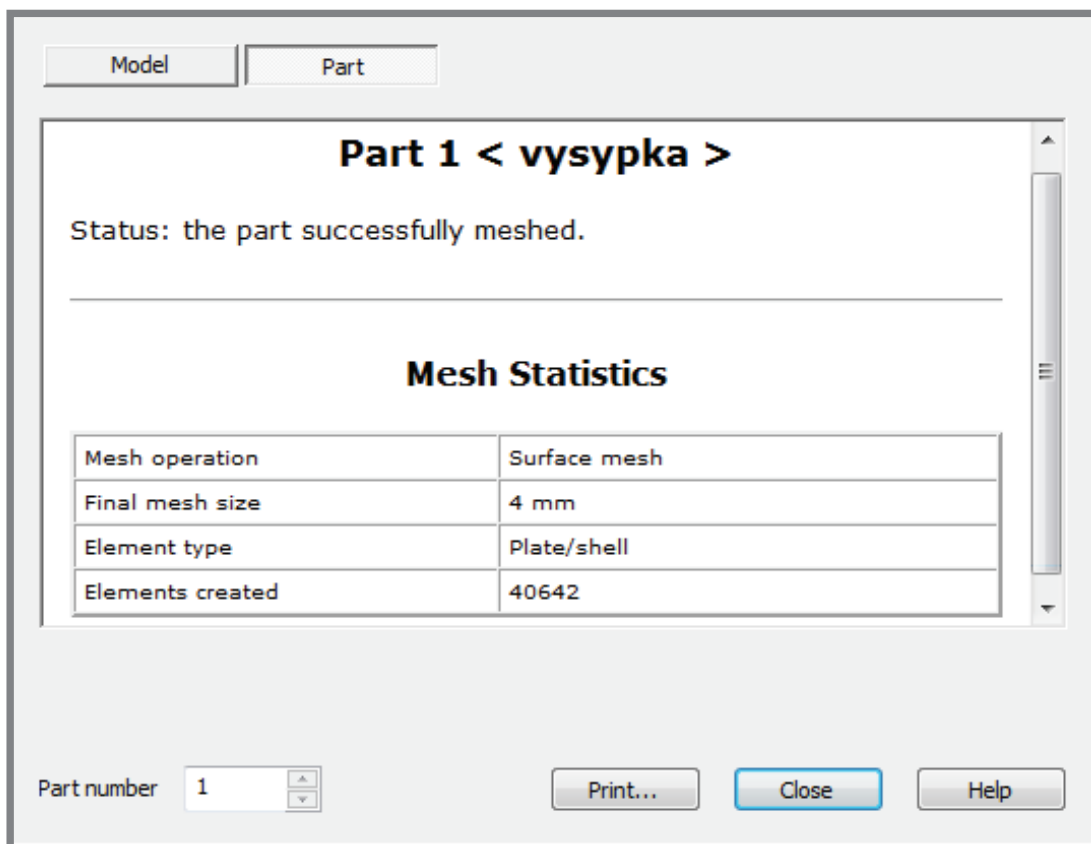 Model Part
Part 1 < vysypka >
Status: the part successfully meshed.
Mesh Statistics
Mesh operation Surface mesh
Final mesh size 4 mm
Element type Plate/shell
Elements created 40642
Part number 1 Print... Close Help